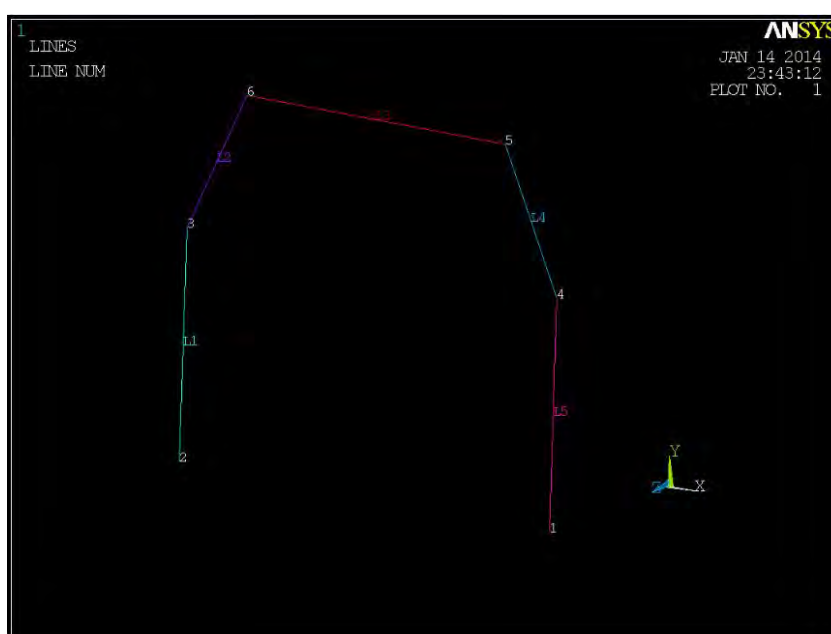 1
LINES
LINE NUM
ANSYS
JAN 14 2014
23:43:12
PLOT NO. 1
6
5
L2
3
L4
4
L1
L5
2
Y
Z
X
1